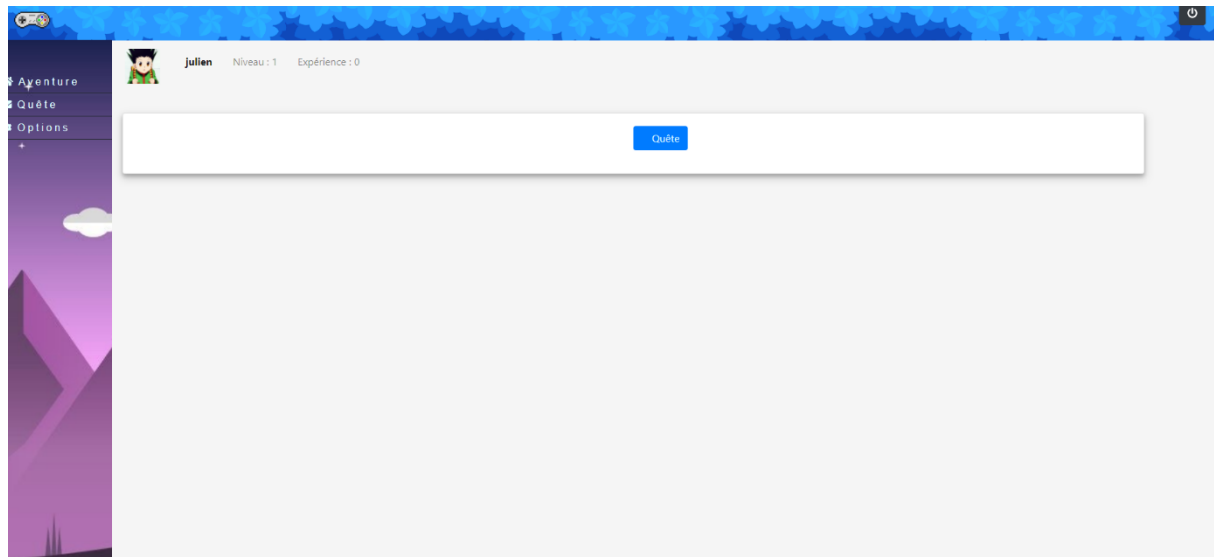 julien Niveau : 1 Expérience : 0
Aventure
Quête
Options
Quête